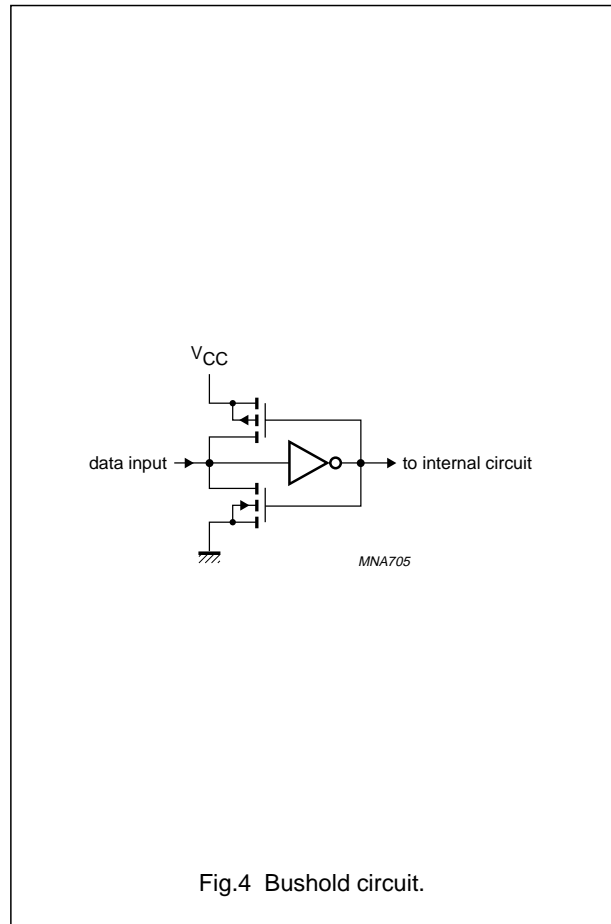 VCC
data input
to internal circuit
MNA705
Fig.4 Bushold circuit.